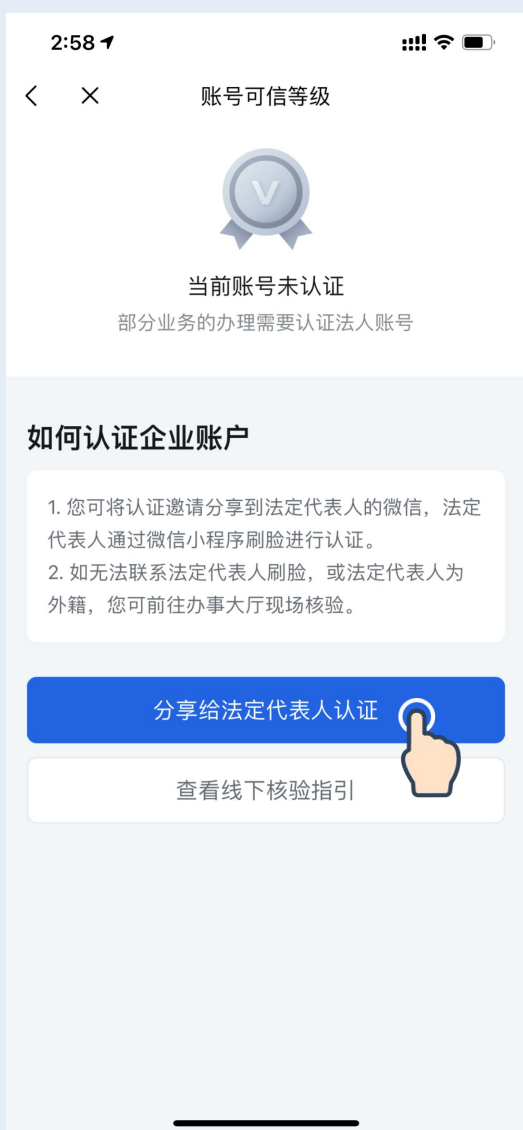 2:58
账号可信等级
V
当前账号未认证
部分业务的办理需要认证法人账号
如何认证企业账户
1. 您可将认证邀请分享到法定代表人的微信，法定
代表人通过微信小程序刷脸进行认证。
2. 如无法联系法定代表人刷脸，或法定代表人为
外籍，您可前往办事大厅现场核验。
分享给法定代表人认证
查看线下核验指引